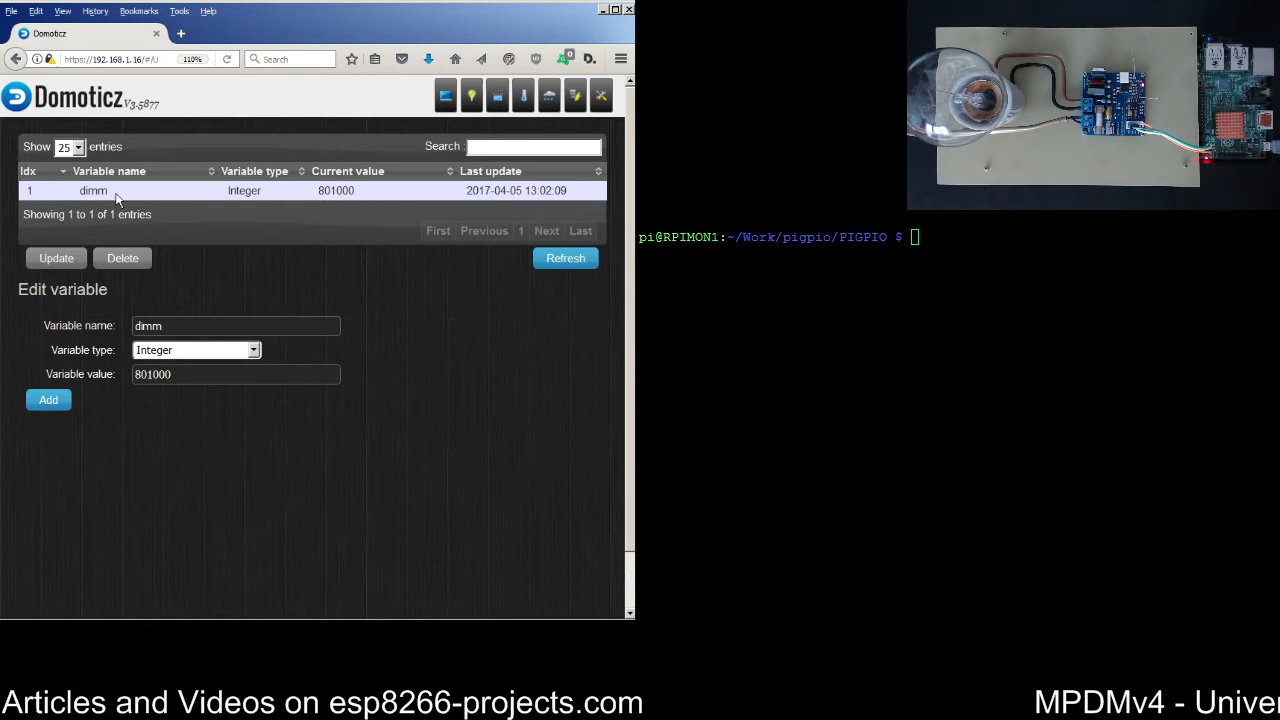 File Edit View History Bookmarks Tools Help
Domoticz
https://192.168.1.16/#/U 110% Search
Domoticz V3.5877
Show 25 entries Search :
Idx Variable name Variable type Current value Last update
1 dimm Integer 801000 2017-04-05 13:02:09
Showing 1 to 1 of 1 entries
First Previous 1 Next Last
Update Delete Refresh
Edit variable
Variable name: dimm
Variable type: Integer
Variable value: 801000
Add
pi@RPIMON1:~/Work/pigpio/PIGPIO $
Articles and Videos on esp8266-projects.com
MPDMv4 - Univer